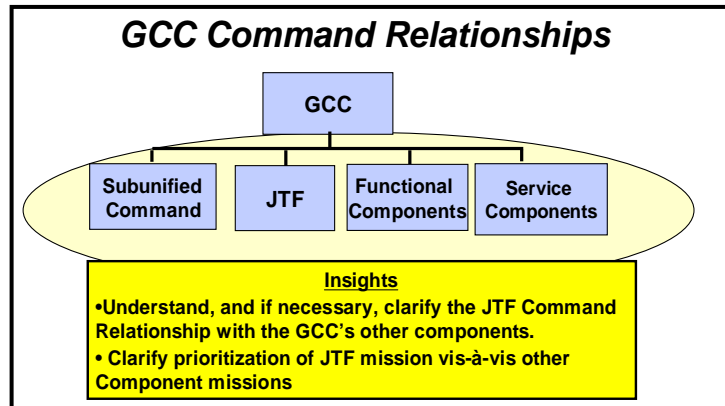 GCC Command Relationships
GCC
Subunified
Command
JTF
Functional
Components
Service
Components
Insights
•Understand, and if necessary, clarify the JTF Command
Relationship with the GCC’s other components.
• Clarify prioritization of JTF mission vis-à-vis other
Component missions